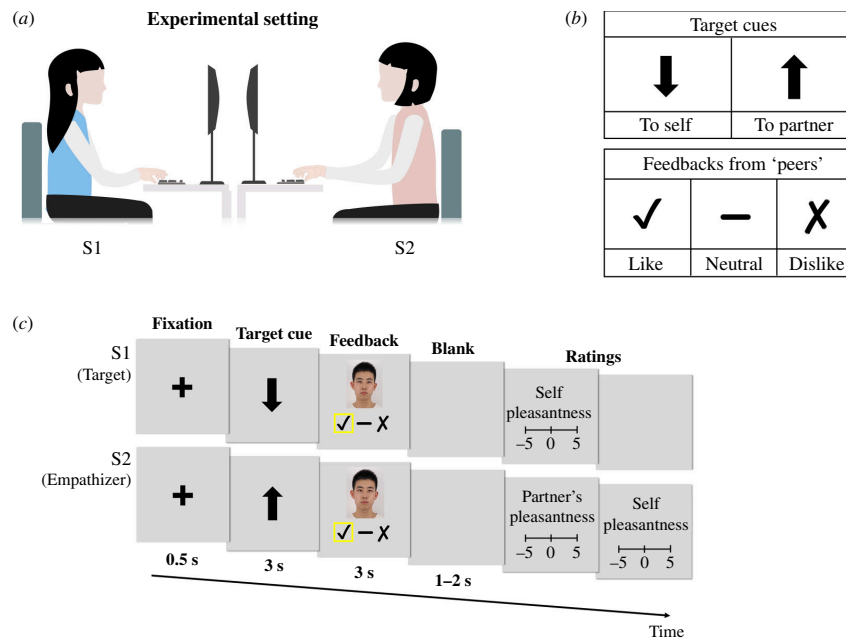 (a)
Experimental setting
S1
S2
(b)
Target cues
To self
To partner
Feedbacks from ‘peers’
✓
–
✗
Like
Neutral
Dislike
(c)
Fixation
Target cue
Feedback
Blank
Ratings
S1
(Target)
+
✓ – ✗
Self
pleasantness
–5 0 5
S2
(Empathizer)
+
✓ – ✗
Partner’s
pleasantness
–5 0 5
Self
pleasantness
–5 0 5
0.5 s
3 s
3 s
1–2 s
Time